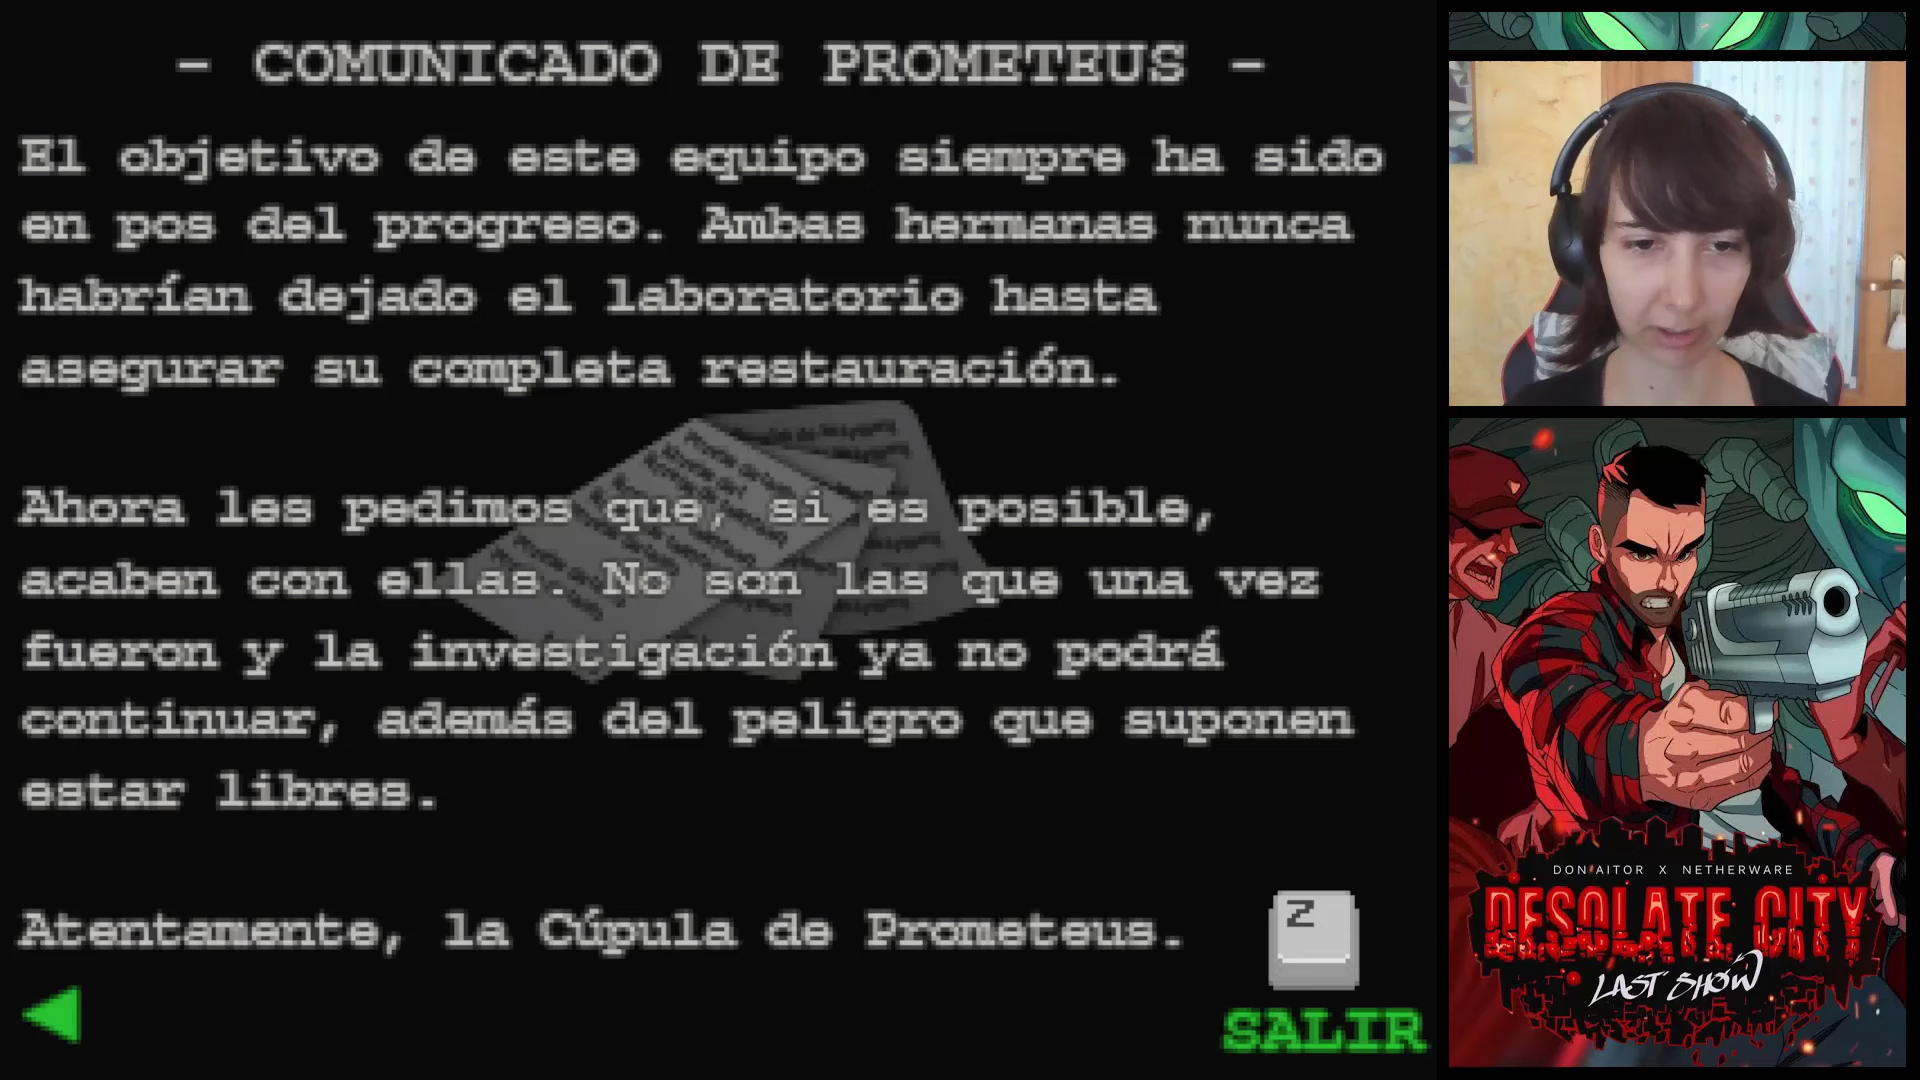 - COMUNICADO DE PROMETEUS -
El objetivo de este equipo siempre ha sido
en pos del progreso. Ambas hermanas nunca
habrían dejado el laboratorio hasta
asegurar su completa restauración.
Ahora les pedimos que, si es posible,
acaben con ellas. No son las que una vez
fueron y la investigación ya no podrá
continuar, además del peligro que suponen
estar libres.
Atentamente, la Cúpula de Prometeus.
Z
SALIR
DON AITOR X NETHERWARE
DESOLATE CITY
LAST SHOW